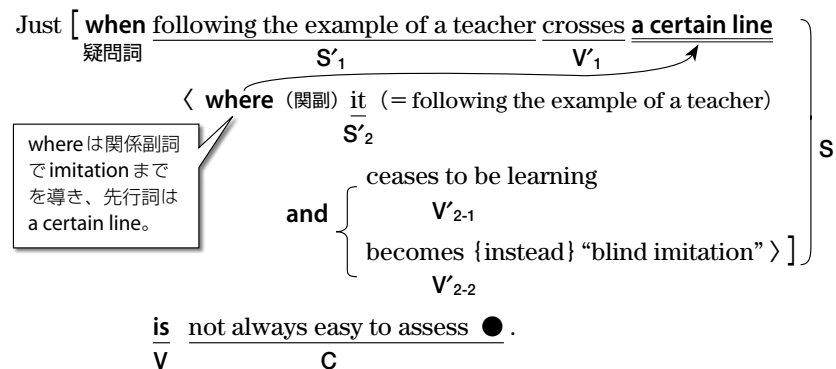 Just [ when following the example of a teacher crosses a certain line
疑問詞 S′₁ V′₁
〈 where（関副）it（= following the example of a teacher）
S′₂
whereは関係副詞
でimitationまで
を導き、先行詞は
a certain line。
S
ceases to be learning
and V′₂₋₁
becomes {instead} “blind imitation” 〉]
V′₂₋₂
is not always easy to assess ●.
V C